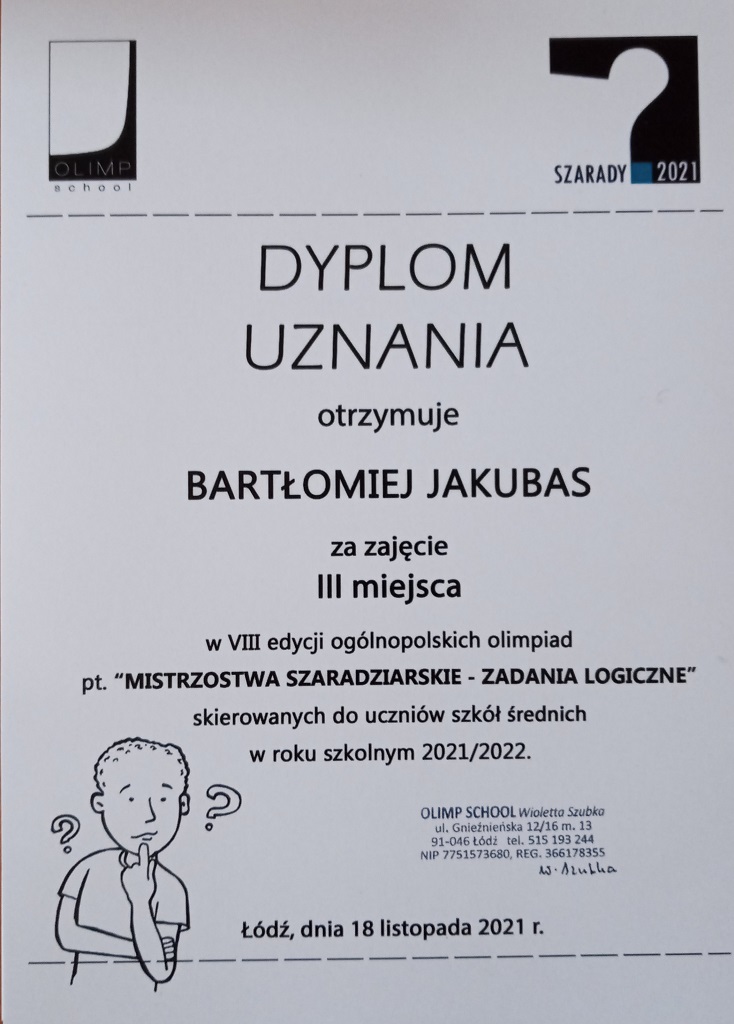 OLIMP
school
SZARADY 2021
DYPLOM
UZNANIA
otrzymuje
BARTŁOMIEJ JAKUBAS
za zajęcie
III miejsca
w VIII edycji ogólnopolskich olimpiad
pt. “MISTRZOSTWA SZARADZIARSKIE - ZADANIA LOGICZNE”
skierowanych do uczniów szkół średnich
w roku szkolnym 2021/2022.
? ?
OLIMP SCHOOL Wioletta Szubka
ul. Gnieźnieńska 12/16 m. 13
91-046 Łódź tel. 515 193 244
NIP 7751573680, REG. 366178355
W. Szubka
Łódź, dnia 18 listopada 2021 r.